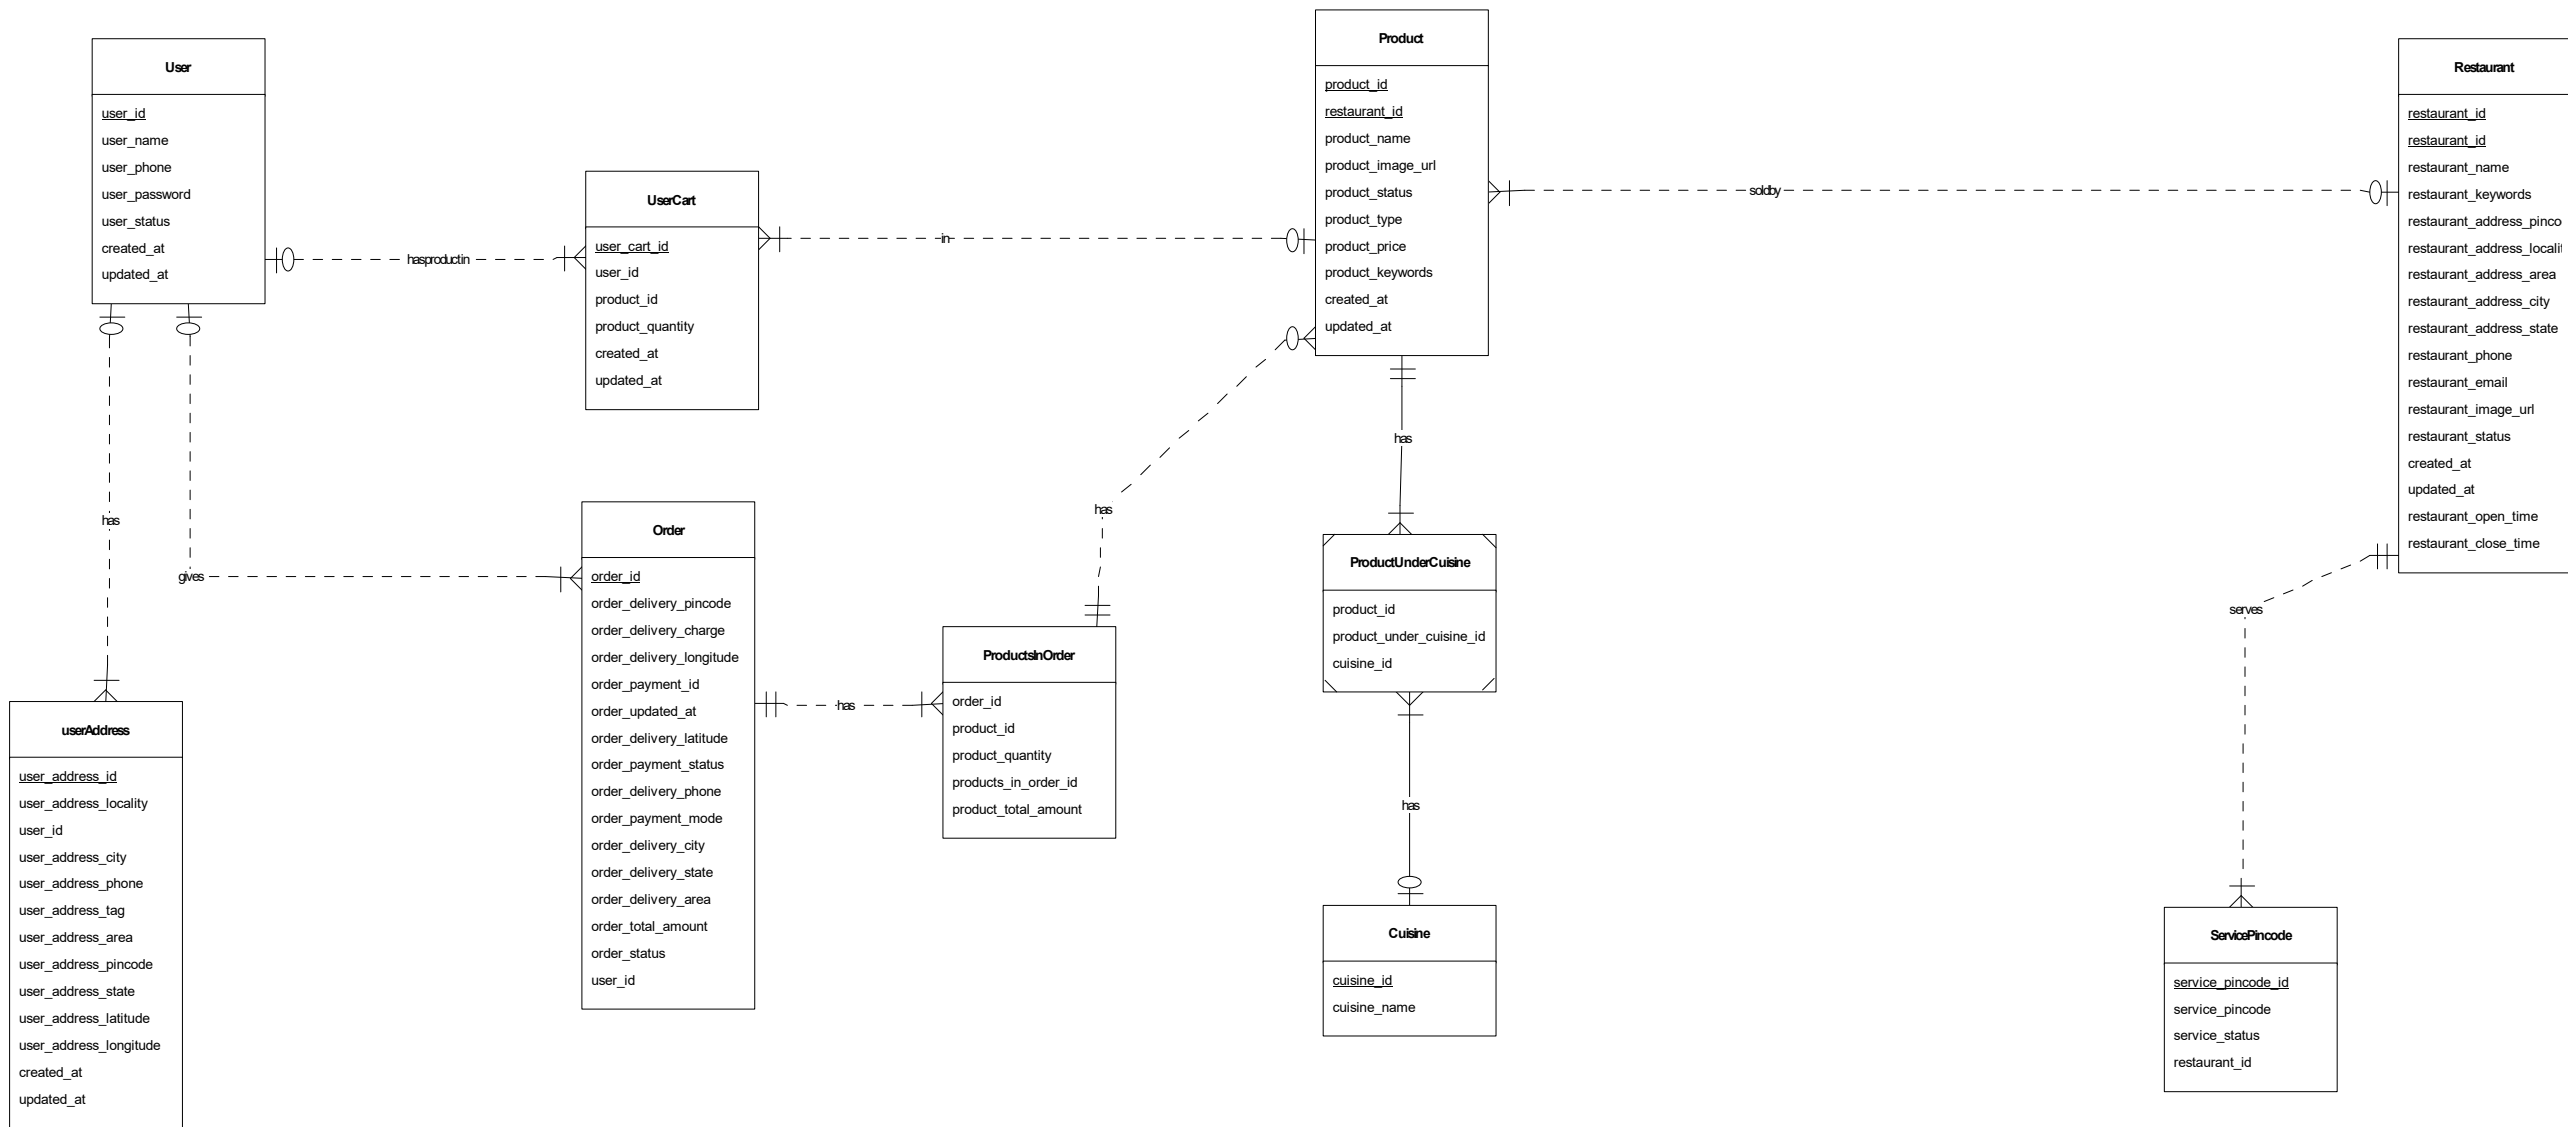 User
user_id
user_name
user_phone
user_password
user_status
created_at
updated_at
hasproductin
UserCart
user_cart_id
user_id
product_id
product_quantity
created_at
updated_at
in
Product
product_id
restaurant_id
product_name
product_image_url
product_status
product_type
product_price
product_keywords
created_at
updated_at
soldby
Restaurant
restaurant_id
restaurant_id
restaurant_name
restaurant_keywords
restaurant_address_pinco
restaurant_address_locali
restaurant_address_area
restaurant_address_city
restaurant_address_state
restaurant_phone
restaurant_email
restaurant_image_url
restaurant_status
created_at
updated_at
restaurant_open_time
restaurant_close_time
has
gives
has
has
serves
userAddress
user_address_id
user_address_locality
user_id
user_address_city
user_address_phone
user_address_tag
user_address_area
user_address_pincode
user_address_state
user_address_latitude
user_address_longitude
created_at
updated_at
Order
order_id
order_delivery_pincode
order_delivery_charge
order_delivery_longitude
order_payment_id
order_updated_at
order_delivery_latitude
order_payment_status
order_delivery_phone
order_payment_mode
order_delivery_city
order_delivery_state
order_delivery_area
order_total_amount
order_status
user_id
has
ProductsInOrder
order_id
product_id
product_quantity
products_in_order_id
product_total_amount
ProductUnderCuisine
product_id
product_under_cuisine_id
cuisine_id
has
Cuisine
cuisine_id
cuisine_name
ServicePincode
service_pincode_id
service_pincode
service_status
restaurant_id